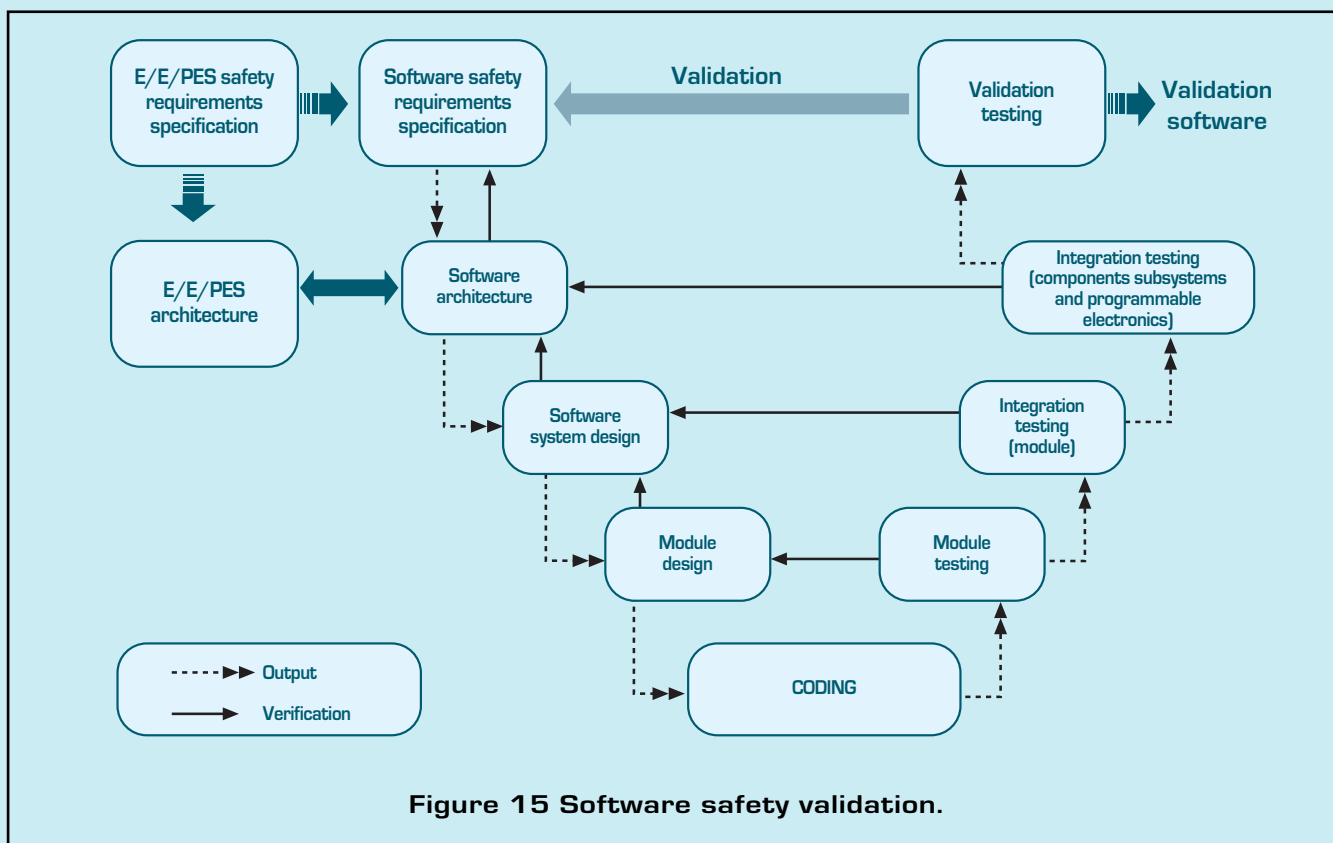 E/E/PES safety
requirements
specification
Software safety
requirements
specification
Validation
Validation
testing
Validation
software
E/E/PES
architecture
Software
architecture
Integration testing
(components subsystems
and programmable
electronics)
Software
system design
Integration
testing
(module)
Module
design
Module
testing
CODING
Output
Verification
Figure 15 Software safety validation.